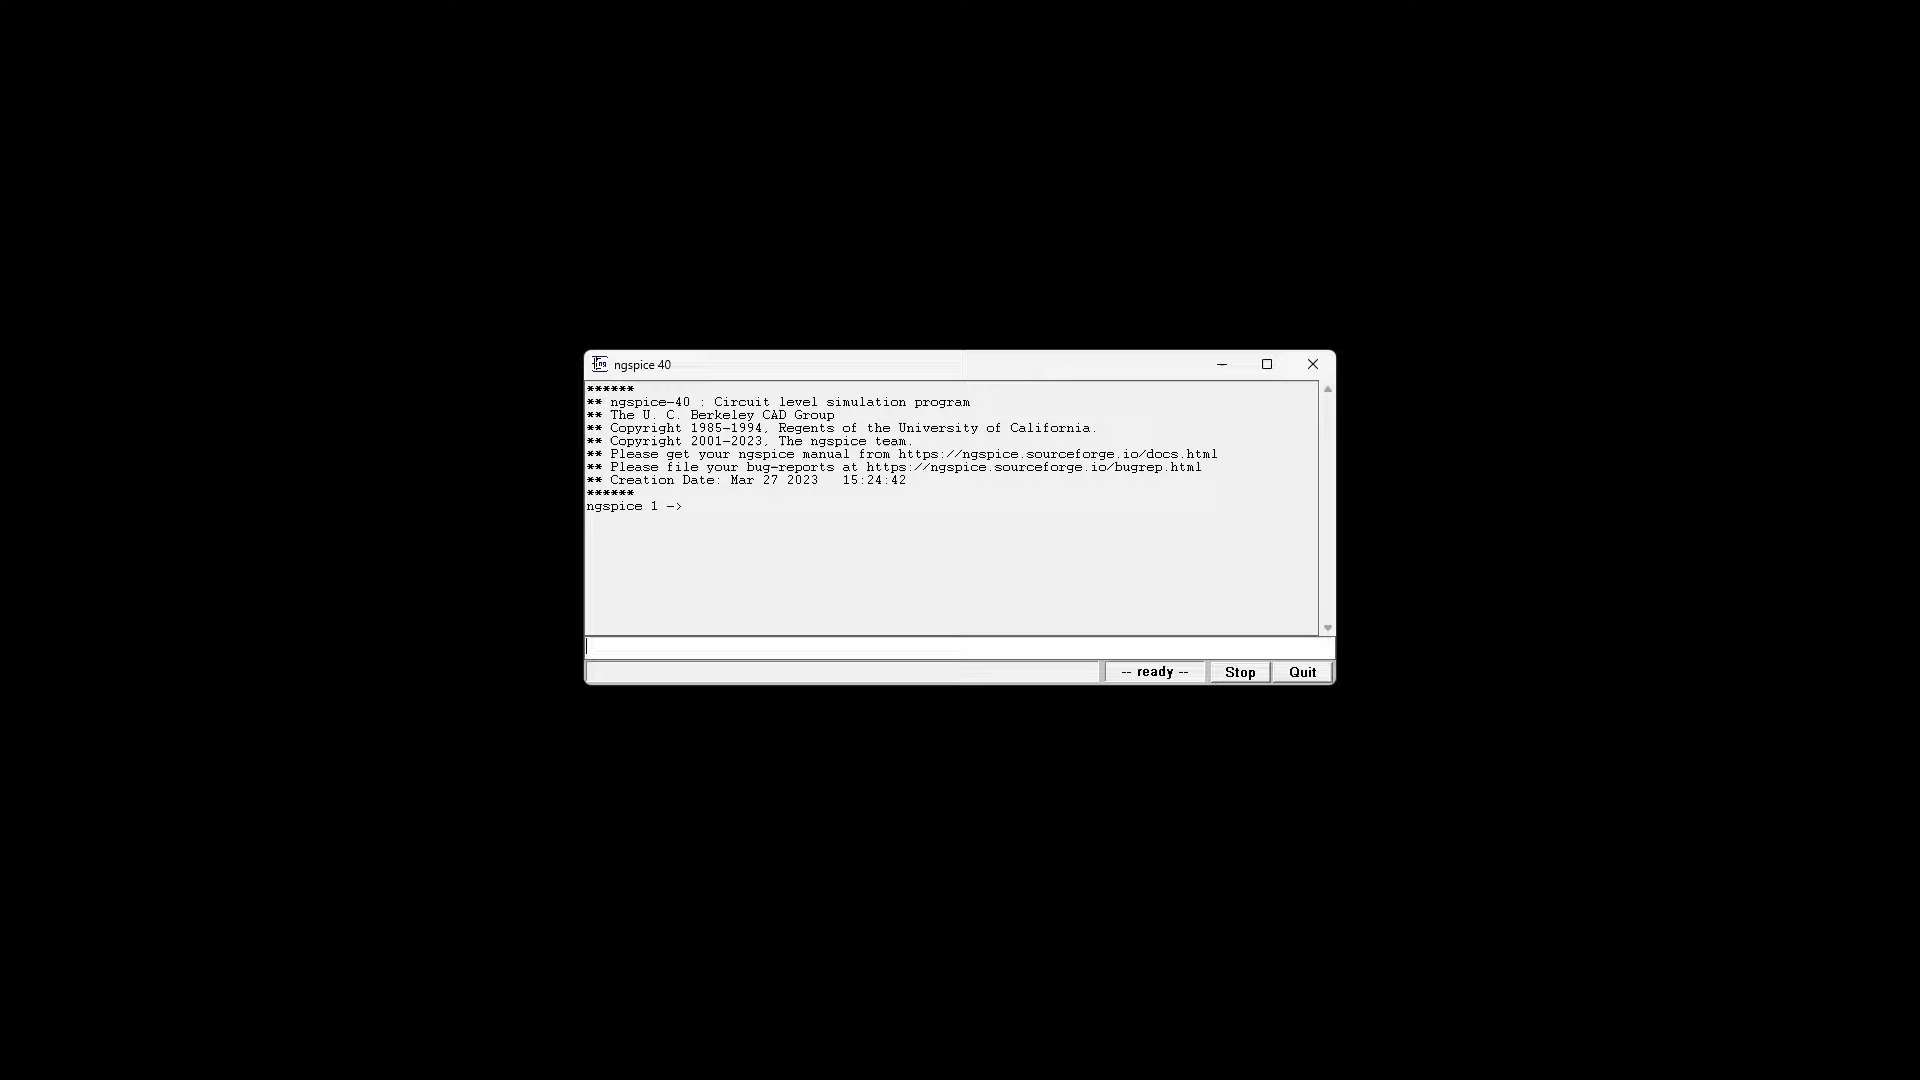 ngspice 40
******
** ngspice-40 : Circuit level simulation program
** The U. C. Berkeley CAD Group
** Copyright 1985-1994, Regents of the University of California.
** Copyright 2001-2023, The ngspice team.
** Please get your ngspice manual from https://ngspice.sourceforge.io/docs.html
** Please file your bug-reports at https://ngspice.sourceforge.io/bugrep.html
** Creation Date: Mar 27 2023   15:24:42
******
ngspice 1 ->
-- ready -- Stop Quit